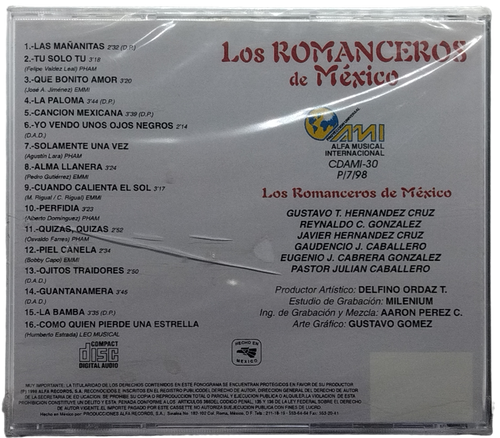 1.-LAS MAÑANITAS 2'32 (D.P.)
2.-TU SOLO TU 3'18
(Felipe Valdez Leal) PHAM
3.-QUE BONITO AMOR 3'20
(José A. Jiménez) EMMI
4.-LA PALOMA 3'44 (D.P.)
5.-CANCION MEXICANA 3'39 (D.P.)
6.-YO VENDO UNOS OJOS NEGROS 2'14
(D.A.D.)
7.-SOLAMENTE UNA VEZ
(Agustín Lara) PHAM
8.-ALMA LLANERA 3'24
(Pedro Gutiérrez) EMMI
9.-CUANDO CALIENTA EL SOL 3'17
(M. Rigual / C. Rigual) EMMI
10.-PERFIDIA 3'23
(Alberto Domínguez) PHAM
11.-QUIZAS, QUIZAS 2'52
(Osvaldo Farres) PHAM
12.-PIEL CANELA 2'34
(Bobby Capo) EMMI
13.-OJITOS TRAIDORES 2'50
(D.A.D.)
14.-GUANTANAMERA 3'45
(D.A.D.)
15.-LA BAMBA 3'35 (D.P.)
16.-COMO QUIEN PIERDE UNA ESTRELLA
(Humberto Estrada) LEO MUSICAL
COMPACT
disc
DIGITAL AUDIO
HECHO EN
MEXICO
LOS ROMANCEROS
de México
AMI
ALFA MUSICAL
INTERNACIONAL
CDAMI-30
P/7/98
Los Romanceros de México
GUSTAVO T. HERNANDEZ CRUZ
REYNALDO C. GONZALEZ
JAVIER HERNANDEZ CRUZ
GAUDENCIO J. CABALLERO
EUGENIO J. CABRERA GONZALEZ
PASTOR JULIAN CABALLERO
Productor Artístico: DELFINO ORDAZ T.
Estudio de Grabación: MILENIUM
Ing. de Grabación y Mezcla: AARON PEREZ C.
Arte Gráfico: GUSTAVO GOMEZ